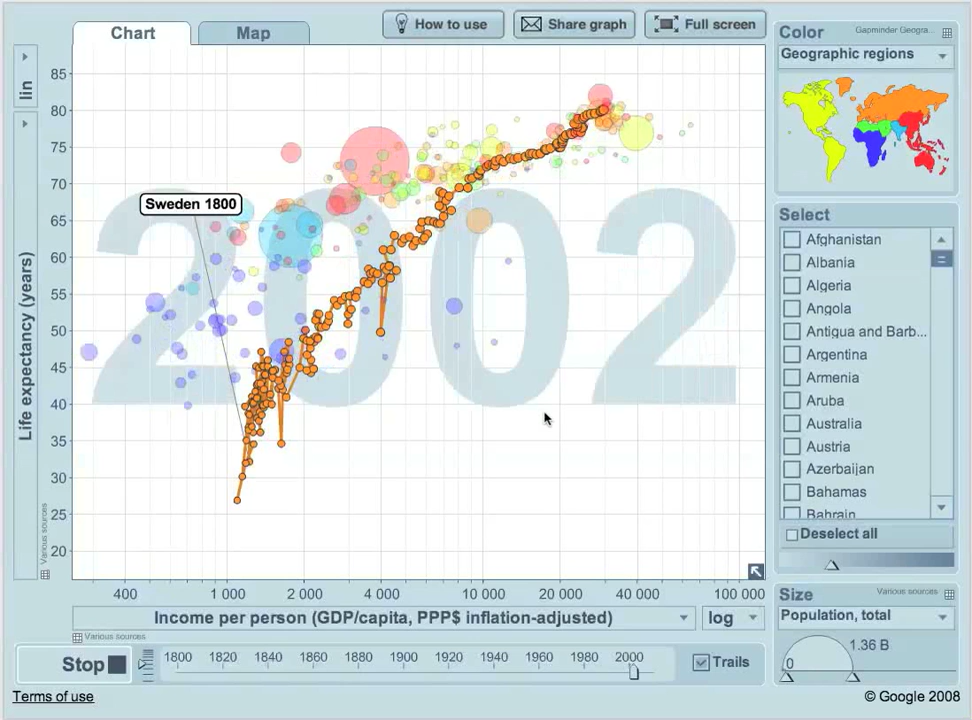 Chart
Map
How to use
Share graph
Full screen
Color
Gapminder Geogra...
Geographic regions
lin
Life expectancy (years)
Various sources
85
80
75
70
65
60
55
50
45
40
35
30
25
20
2002
Sweden 1800
400
1 000
2 000
4 000
10 000
20 000
40 000
100 000
Income per person (GDP/capita, PPP$ inflation-adjusted)
log
Various sources
Select
Afghanistan
Albania
Algeria
Angola
Antigua and Barb...
Argentina
Armenia
Aruba
Australia
Austria
Azerbaijan
Bahamas
Bahrain
Deselect all
Size
Various sources
Population, total
1.36 B
0
Stop
1800 1820 1840 1860 1880 1900 1920 1940 1960 1980 2000
Trails
Terms of use
© Google 2008